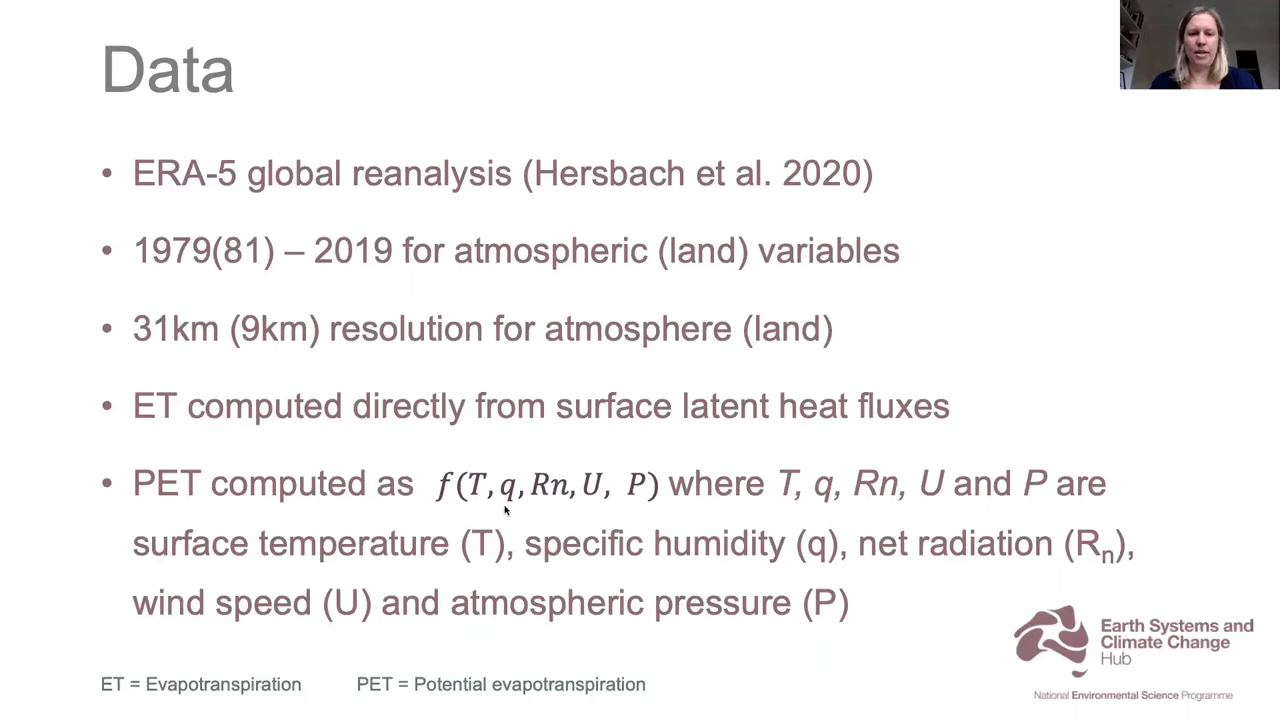 Data
• ERA-5 global reanalysis (Hersbach et al. 2020)
• 1979(81) – 2019 for atmospheric (land) variables
• 31km (9km) resolution for atmosphere (land)
• ET computed directly from surface latent heat fluxes
• PET computed as f(T, q, Rn, U, P) where T, q, Rn, U and P are
surface temperature (T), specific humidity (q), net radiation (Rn),
wind speed (U) and atmospheric pressure (P)
Earth Systems and
Climate Change
Hub
National Environmental Science Programme
ET = Evapotranspiration PET = Potential evapotranspiration